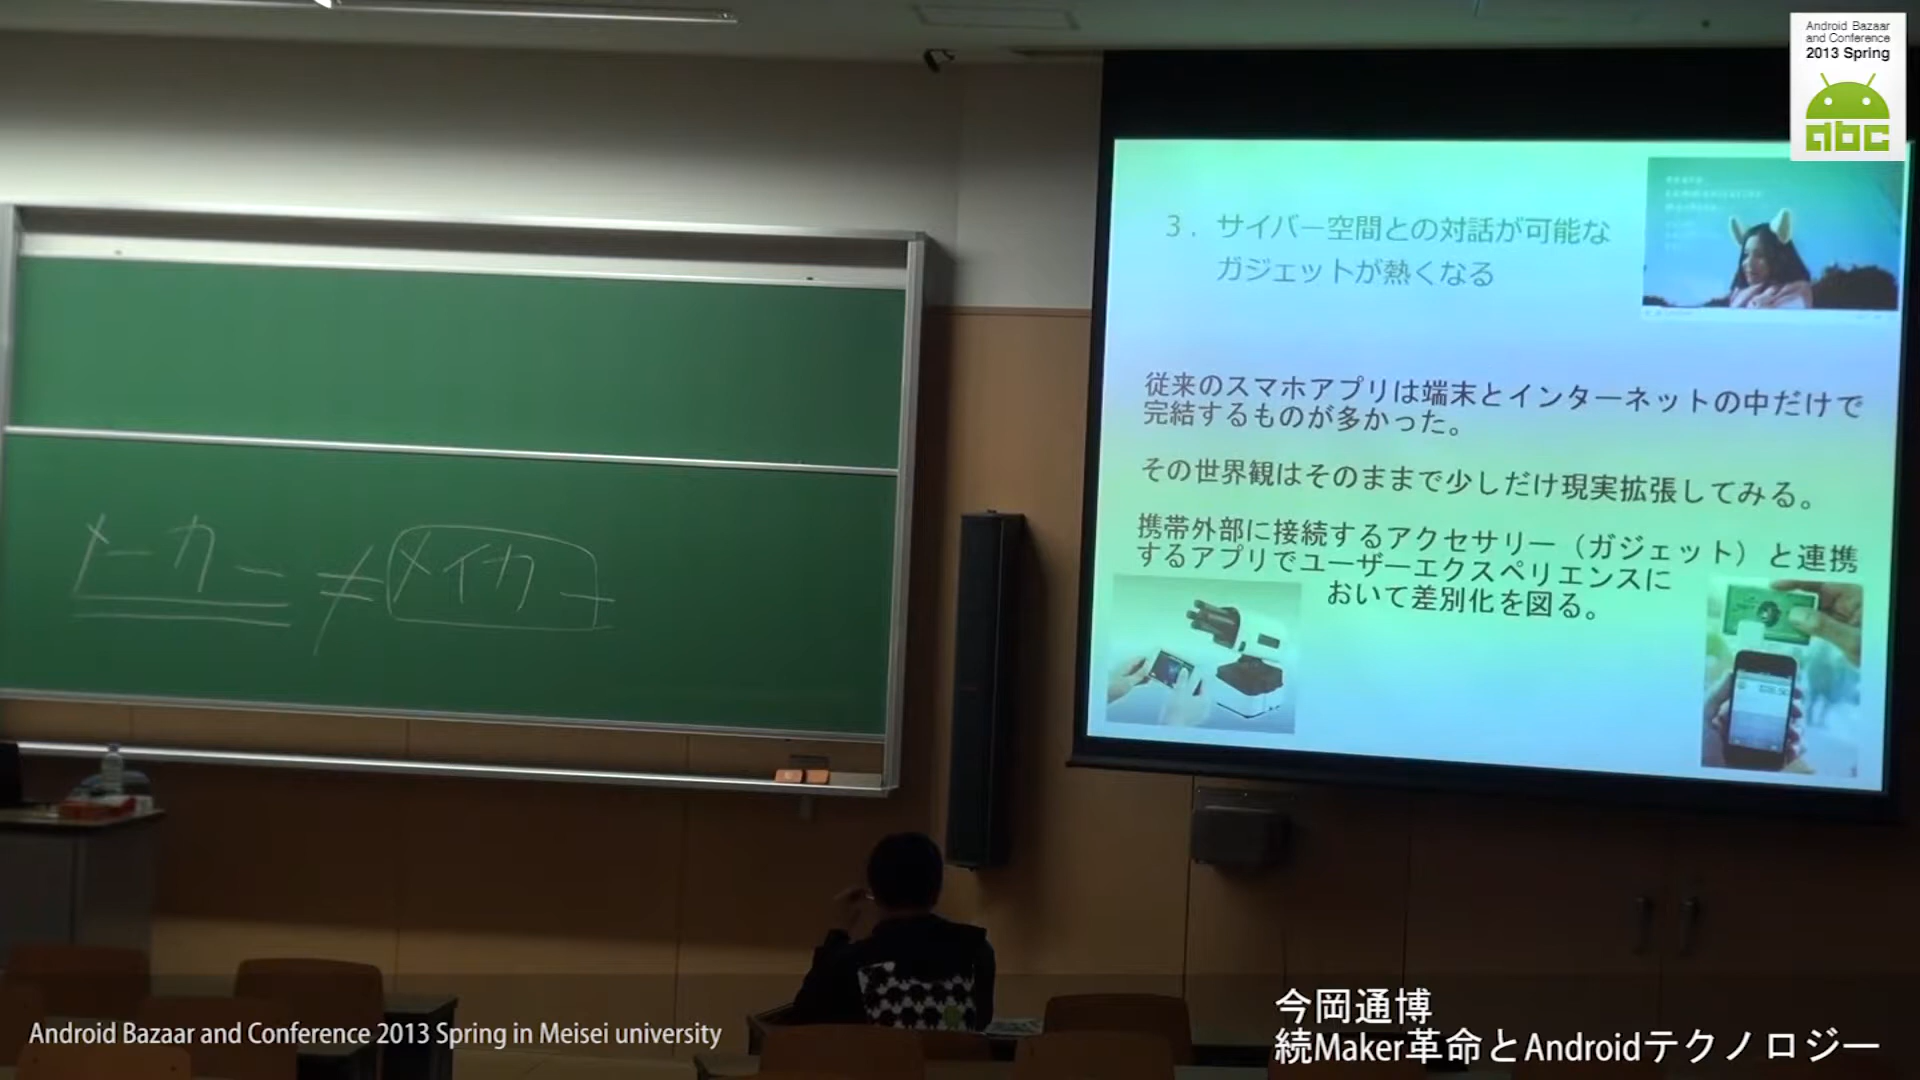 Android Bazaar
and Conference
2013 Spring
abc
3．サイバー空間との対話が可能な
ガジェットが熱くなる
従来のスマホアプリは端末とインターネットの中だけで
完結するものが多かった。
その世界観はそのままで少しだけ現実拡張してみる。
携帯外部に接続するアクセサリー（ガジェット）と連携
するアプリでユーザーエクスペリエンスに
おいて差別化を図る。
メーカー ≠ メイカー
Android Bazaar and Conference 2013 Spring in Meisei university
今岡通博
続Maker革命とAndroidテクノロジー